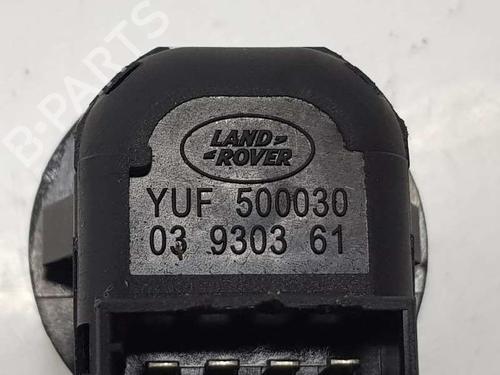 B-PARTS
LAND
ROVER
YUF 500030
03 9303 61